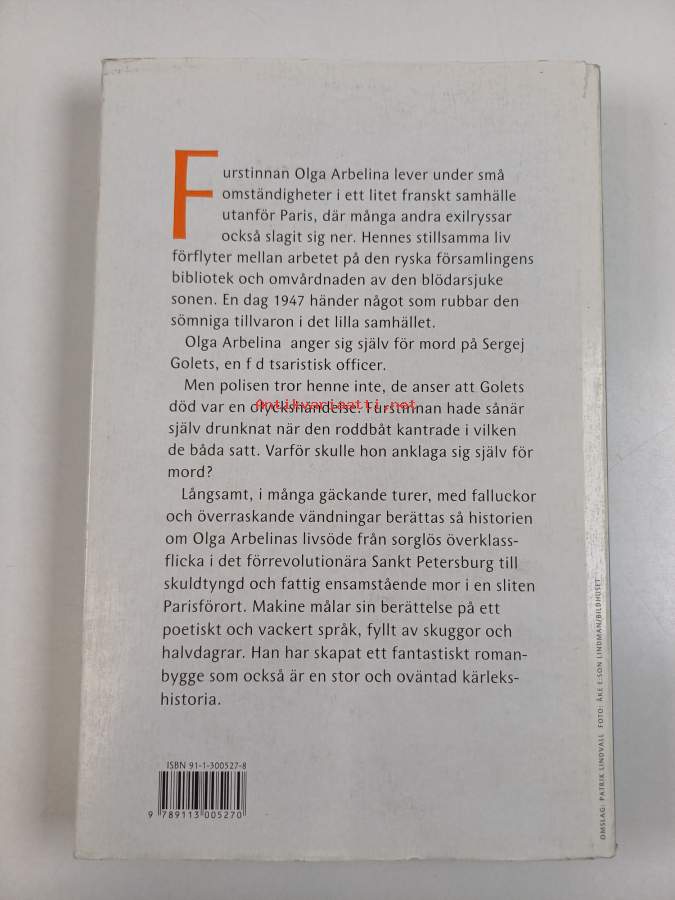 Furstinnan Olga Arbelina lever under små
omständigheter i ett litet franskt samhälle
utanför Paris, där många andra exilryssar
också slagit sig ner. Hennes stillsamma liv
förflyter mellan arbetet på den ryska församlingens
bibliotek och omvårdnaden av den blödarsjuke
sonen. En dag 1947 händer något som rubbar den
sömniga tillvaron i det lilla samhället.
Olga Arbelina anger sig själv för mord på Sergej
Golets, en f d tsaristisk officer.
Men polisen tror henne inte, de anser att Golets
död var en olyckshändelse. Furstinnan hade sånär
Antikvariaatti.net
själv drunknat när den roddbåt kantrade i vilken
de båda satt. Varför skulle hon anklaga sig själv för
mord?
Långsamt, i många gäckande turer, med falluckor
och överraskande vändningar berättas så historien
om Olga Arbelinas livsöde från sorglös överklass-
flicka i det förrevolutionära Sankt Petersburg till
skuldtyngd och fattig ensamstående mor i en sliten
Parisförort. Makine målar sin berättelse på ett
poetiskt och vackert språk, fyllt av skuggor och
halvdagrar. Han har skapat ett fantastiskt roman-
bygge som också är en stor och oväntad kärleks-
historia.
ISBN 91-1-300527-8
9 789113 005270
OMSLAG: PATRIK LINDVALL FOTO: ÅKE E:SON LINDMAN/BILDHUSET